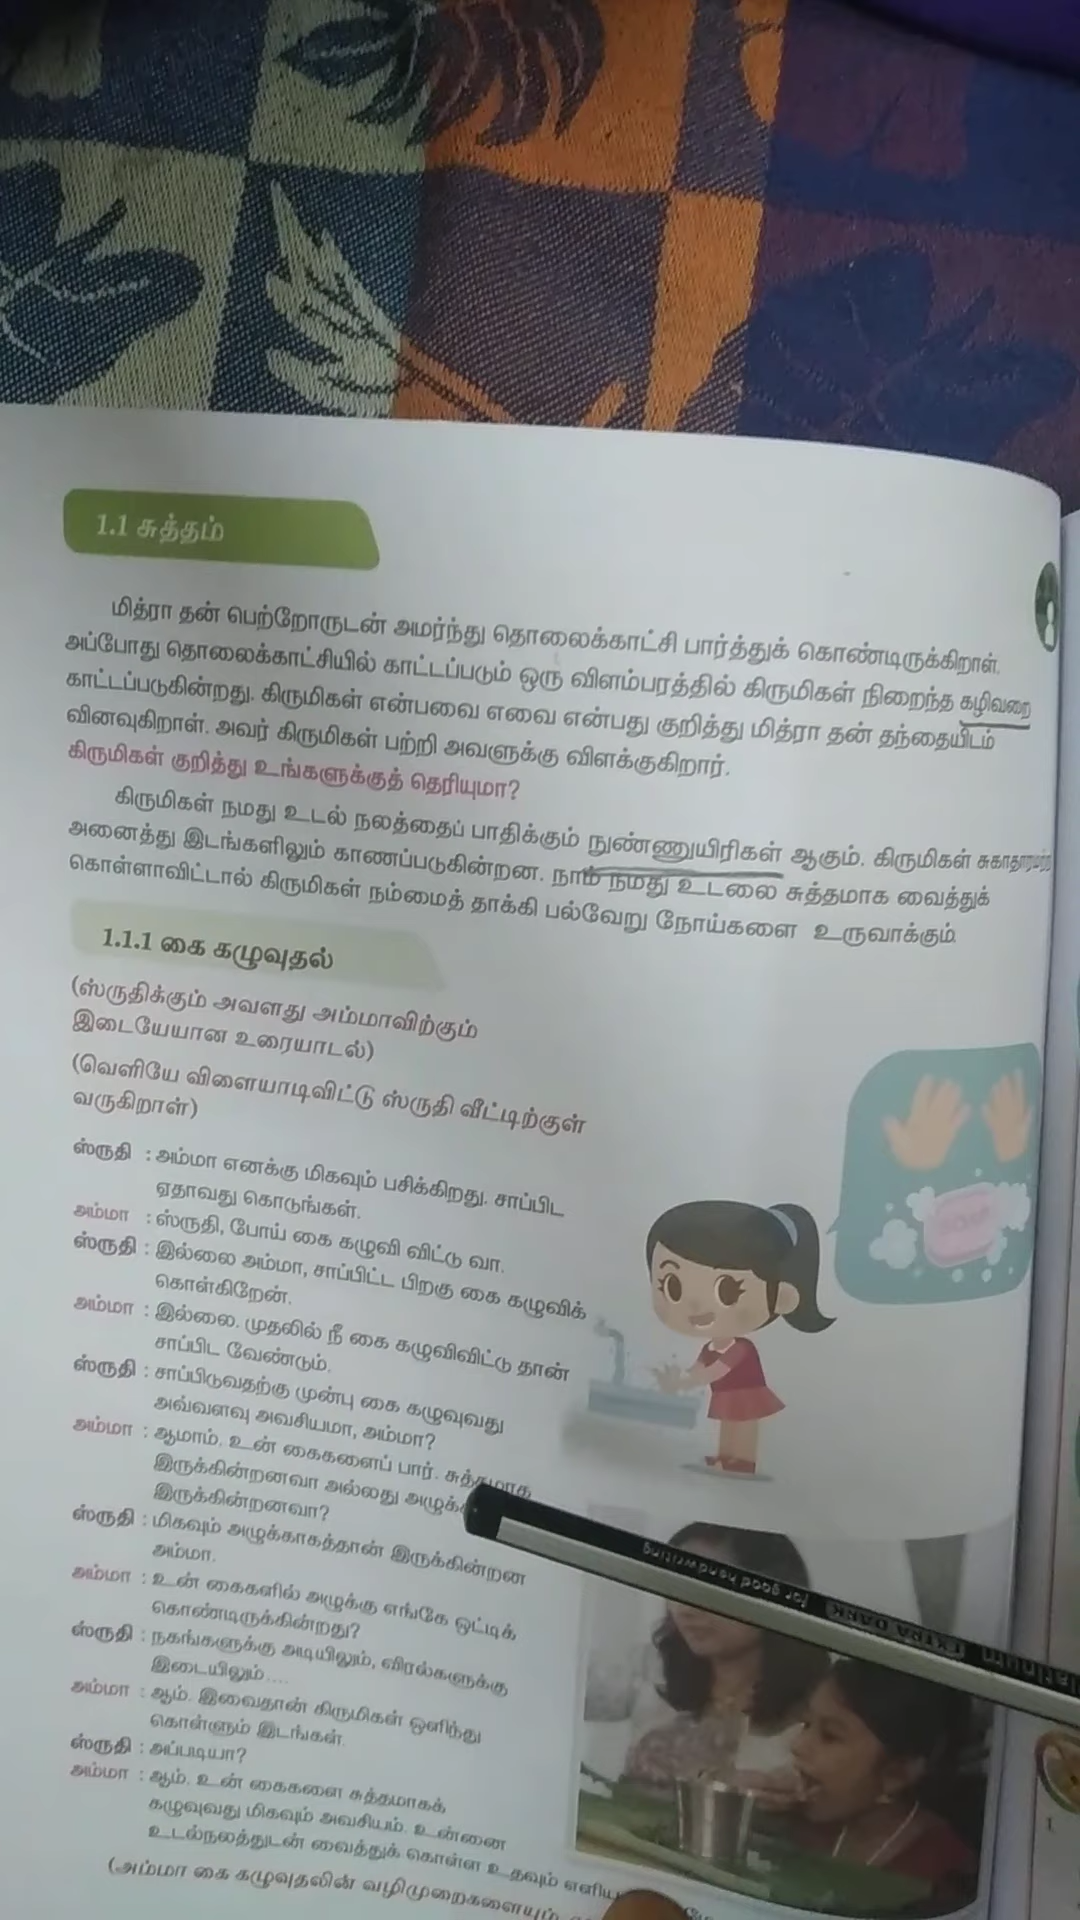 1.1 சுத்தம்
மித்ரா தன் பெற்றோருடன் அமர்ந்து தொலைக்காட்சி பார்த்துக் கொண்டிருக்கிறாள்.
அப்போது தொலைக்காட்சியில் காட்டப்படும் ஒரு விளம்பரத்தில் கிருமிகள் நிறைந்த கழிவறை
காட்டப்படுகின்றது. கிருமிகள் என்பவை எவை என்பது குறித்து மித்ரா தன் தந்தையிடம்
வினவுகிறாள். அவர் கிருமிகள் பற்றி அவளுக்கு விளக்குகிறார்.
கிருமிகள் குறித்து உங்களுக்குத் தெரியுமா?
கிருமிகள் நமது உடல் நலத்தைப் பாதிக்கும் நுண்ணுயிரிகள் ஆகும். கிருமிகள் சுகாதாரமற்ற
அனைத்து இடங்களிலும் காணப்படுகின்றன. நாம் நமது உடலை சுத்தமாக வைத்துக்
கொள்ளாவிட்டால் கிருமிகள் நம்மைத் தாக்கி பல்வேறு நோய்களை உருவாக்கும்.
1.1.1 கை கழுவுதல்
(ஸ்ருதிக்கும் அவளது அம்மாவிற்கும்
இடையேயான உரையாடல்)
(வெளியே விளையாடிவிட்டு ஸ்ருதி வீட்டிற்குள்
வருகிறாள்)
ஸ்ருதி : அம்மா எனக்கு மிகவும் பசிக்கிறது. சாப்பிட
ஏதாவது கொடுங்கள்.
அம்மா : ஸ்ருதி, போய் கை கழுவி விட்டு வா.
ஸ்ருதி : இல்லை அம்மா, சாப்பிட்ட பிறகு கை கழுவிக்
கொள்கிறேன்.
அம்மா : இல்லை. முதலில் நீ கை கழுவிவிட்டு தான்
சாப்பிட வேண்டும்.
ஸ்ருதி : சாப்பிடுவதற்கு முன்பு கை கழுவுவது
அவ்வளவு அவசியமா, அம்மா?
அம்மா : ஆமாம். உன் கைகளைப் பார். சுத்தமாக
இருக்கின்றனவா அல்லது
இருக்கின்றனவா?
ஸ்ருதி : மிகவும் அழுக்காகத்தான் இருக்கின்றன
அம்மா.
அம்மா : உன் கைகளில் அழுக்கு எங்கே ஒட்டிக்
கொண்டிருக்கின்றது?
ஸ்ருதி : நகங்களுக்கு அடியிலும், விரல்களுக்கு
இடையிலும்....
அம்மா : ஆம். இவைதான் கிருமிகள் ஒளிந்து
கொள்ளும் இடங்கள்.
ஸ்ருதி : அப்படியா?
அம்மா : ஆம். உன் கைகளை சுத்தமாகக்
கழுவுவது மிகவும் அவசியம். உன்னை
உடல்நலத்துடன் வைத்துக் கொள்ள உதவும்
(அம்மா கை கழுவுதலின் வழிமுறைகளையும்
for good handwriting
EXTRA DARK
1.